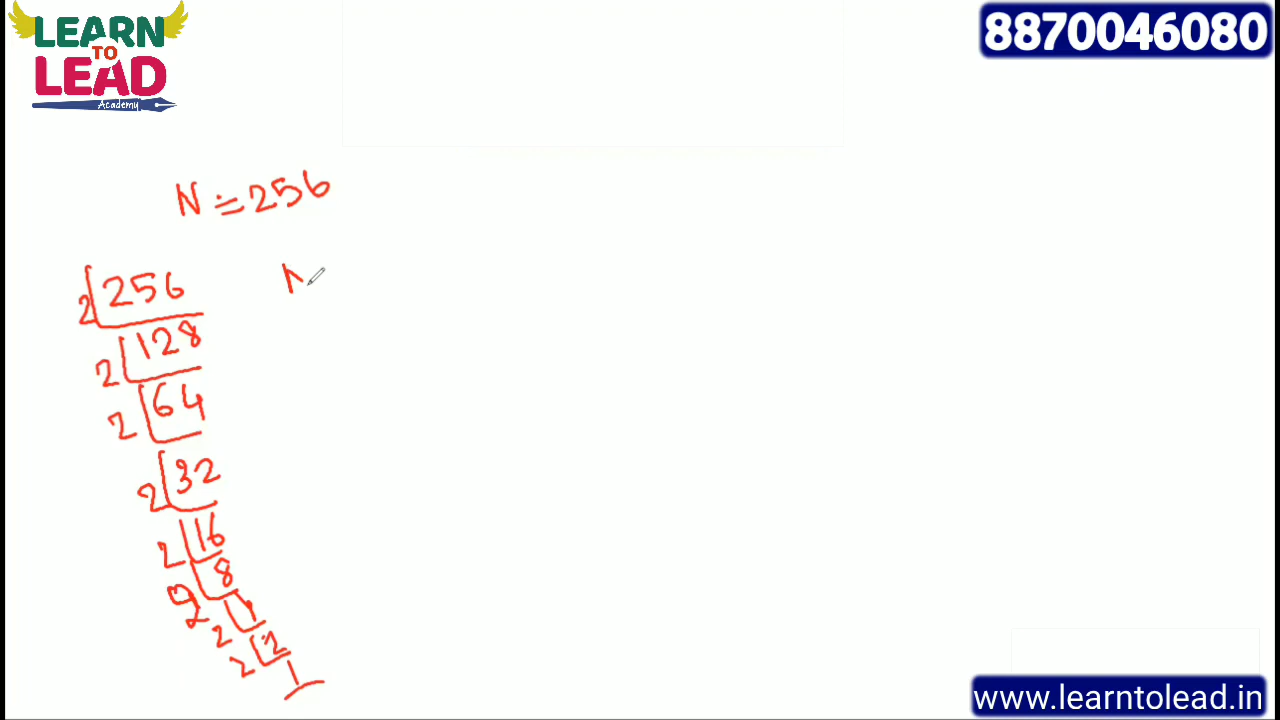 LEARN
TO
LEAD
Academy
8870046080
N = 256
2 256
N
2 128
2 64
2 32
2 16
2 8
2
2 2
1
www.learntolead.in